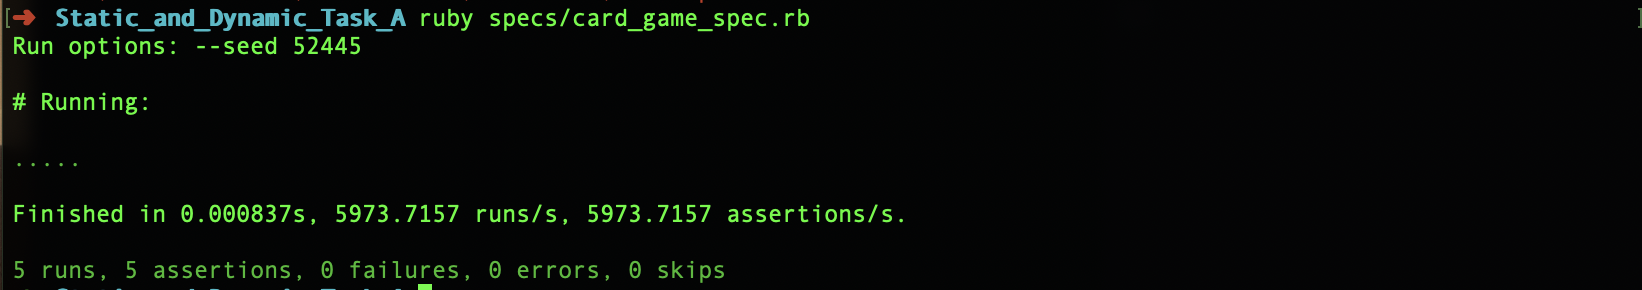 [➜ Static_and_Dynamic_Task_A ruby specs/card_game_spec.rb ]
Run options: --seed 52445
# Running:
.....
Finished in 0.000837s, 5973.7157 runs/s, 5973.7157 assertions/s.
5 runs, 5 assertions, 0 failures, 0 errors, 0 skips